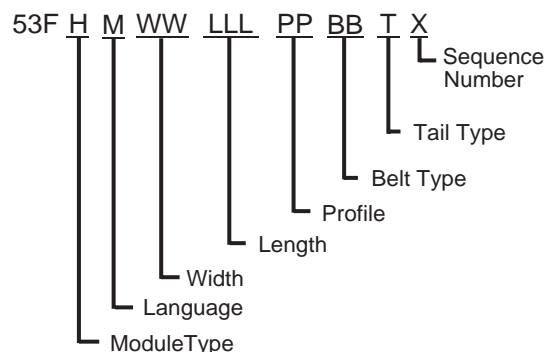 53F H M WW LLL PP BB T X
Sequence
Number
Tail Type
Belt Type
Profile
Length
Width
Language
ModuleType